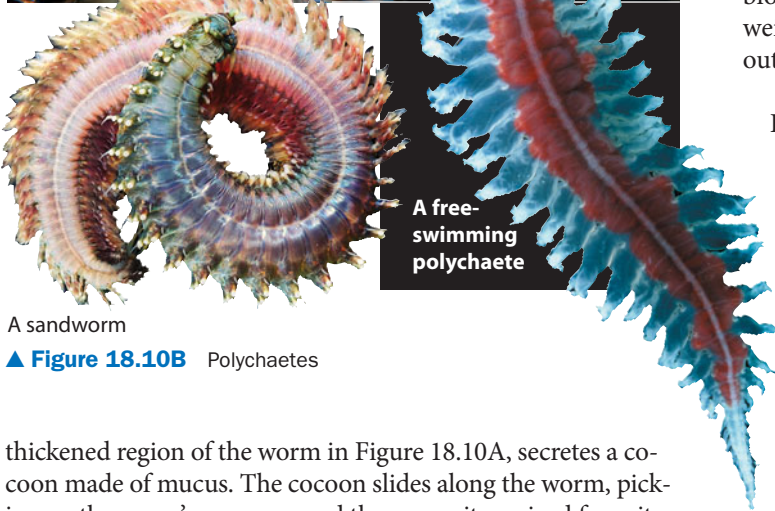 out
A free-
swimming
polychaete
A sandworm
▲ Figure 18.10B Polychaetes
thickened region of the worm in Figure 18.10A, secretes a co-
coon made of mucus. The cocoon slides along the worm, pick-